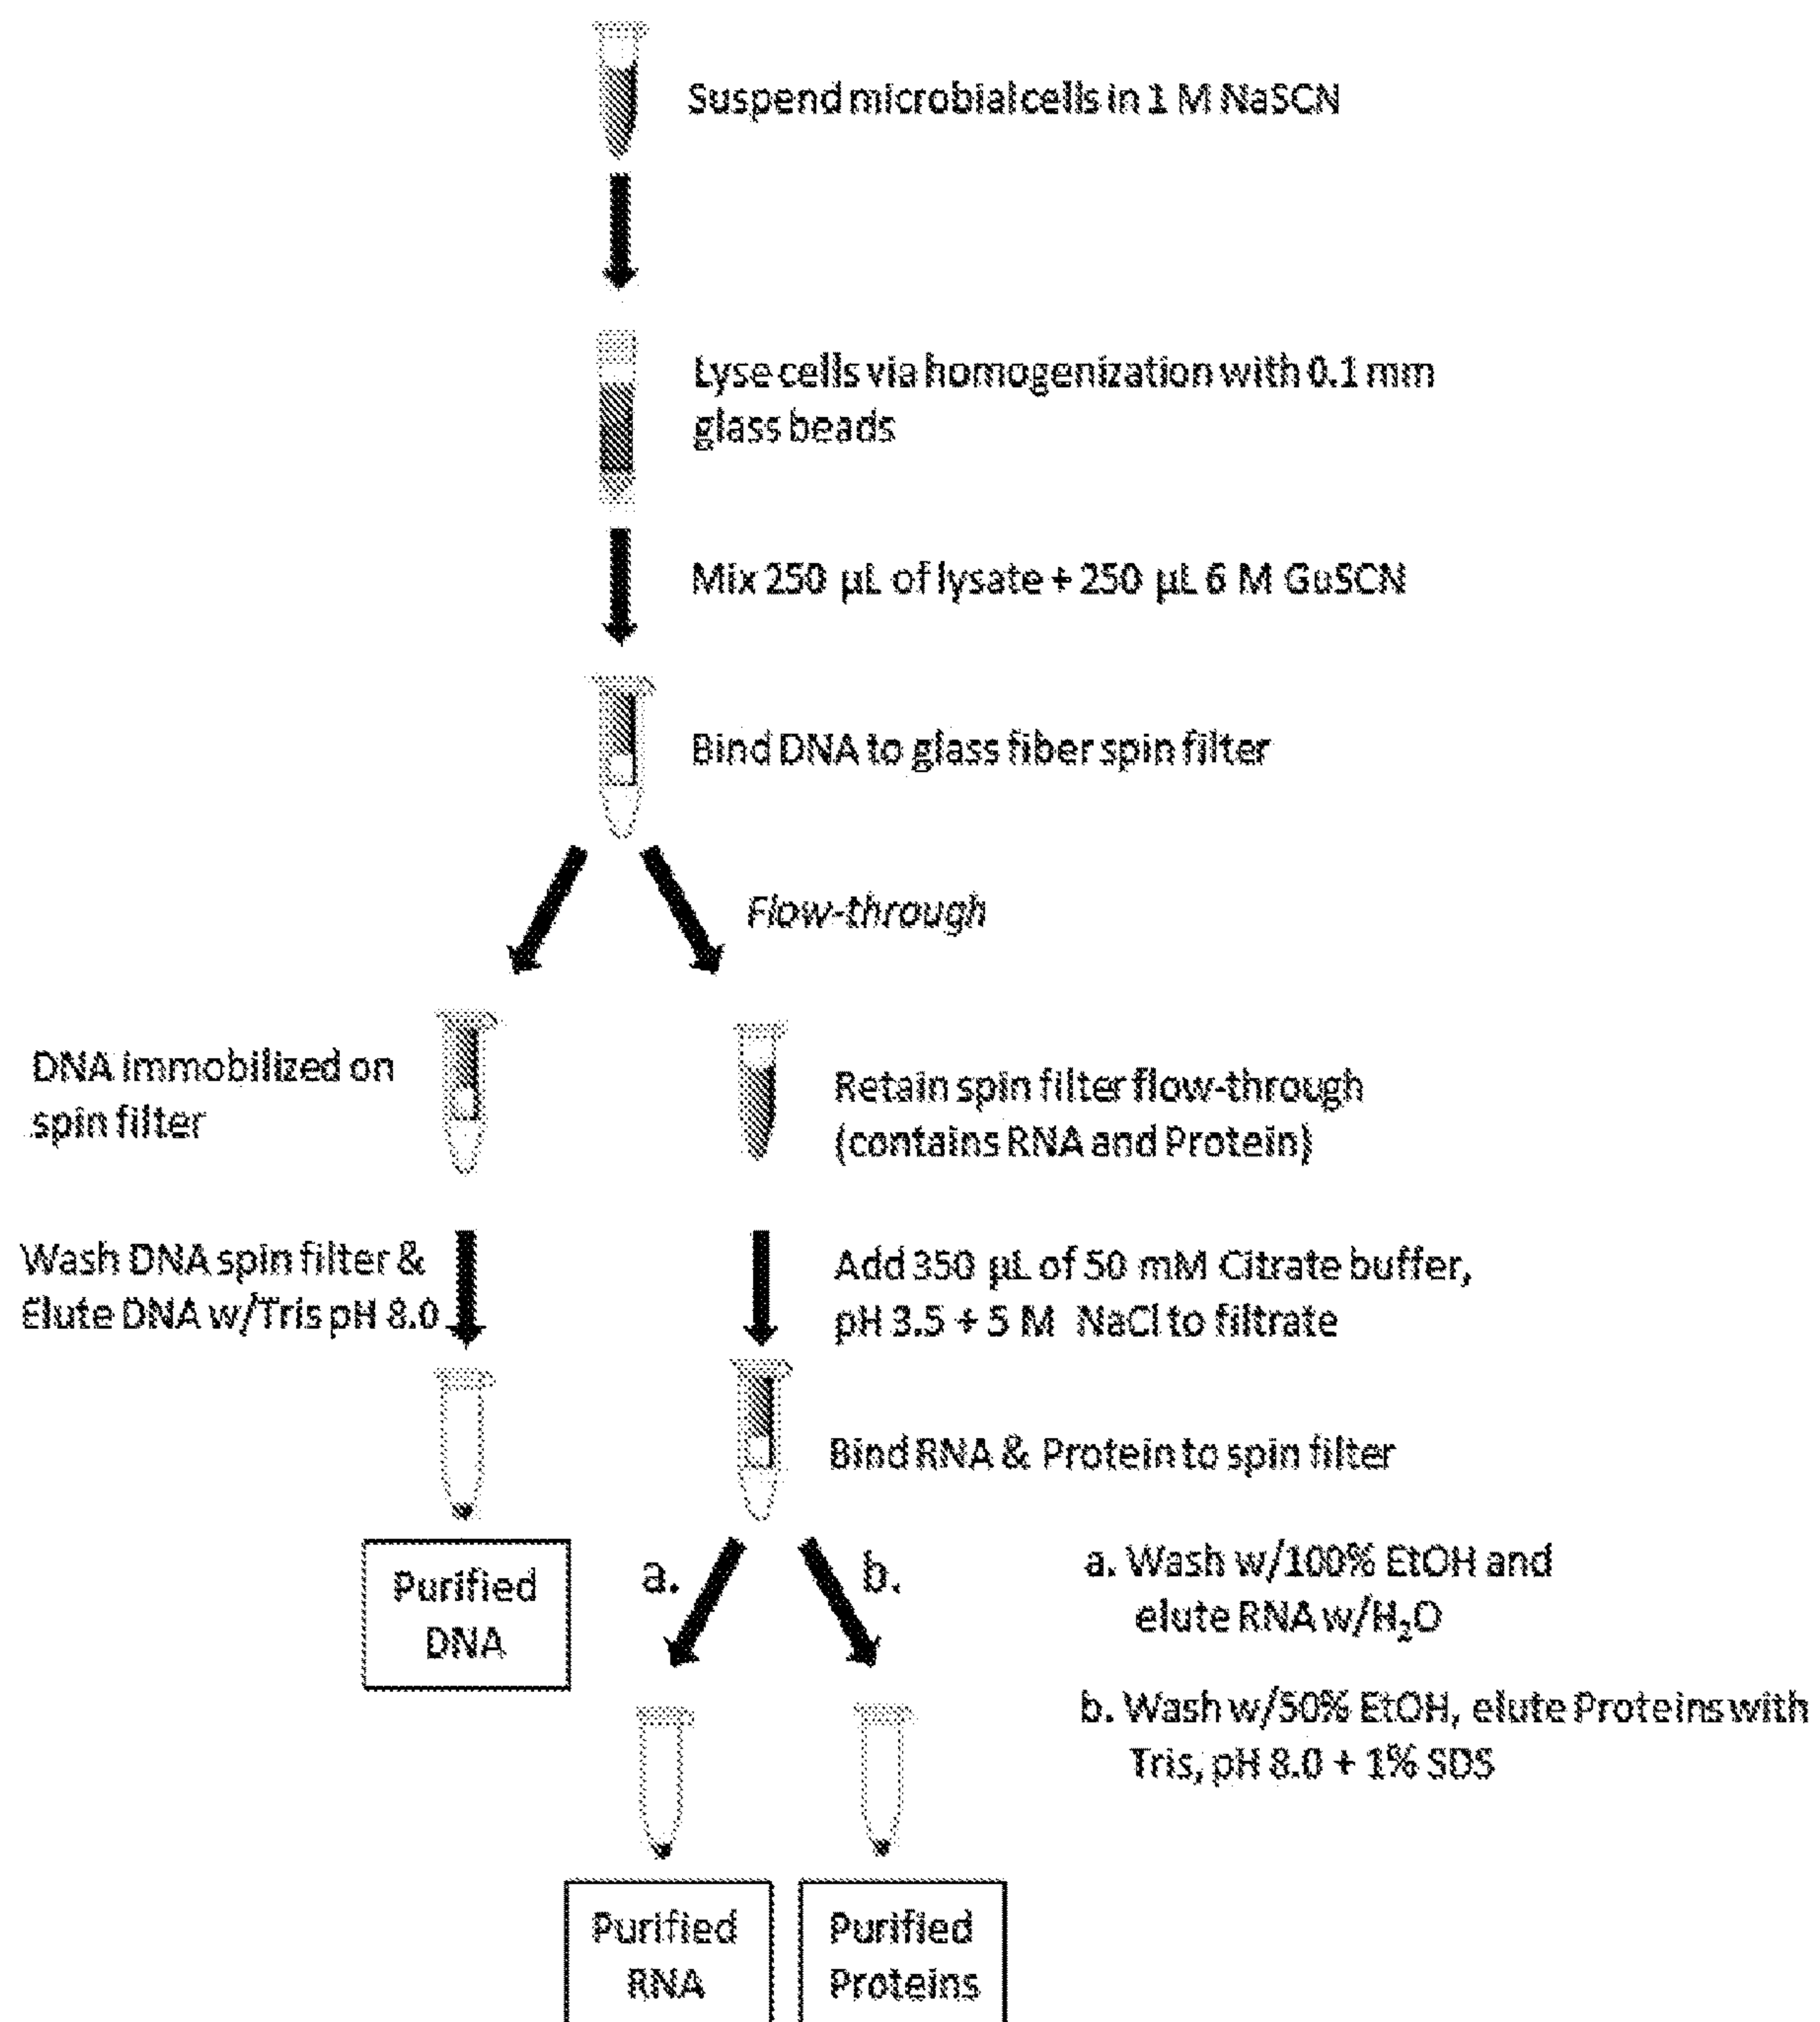 Suspend microbial cells in 1 M NaSCN
Lyse cells via homogenization with 0.1 mm
glass beads
Mix 250 µL of lysate + 250 µL 6 M GuSCN
Bind DNA to glass fiber spin filter
Flow-through
DNA immobilized on
spin filter
Retain spin filter flow-through
(contains RNA and Protein)
Wash DNA spin filter &
Elute DNA w/Tris pH 8.0
Add 350 µL of 50 mM Citrate buffer,
pH 3.5 + 5 M NaCl to filtrate
Bind RNA & Protein to spin filter
Purified
DNA
a.
b.
a. Wash w/100% EtOH and
elute RNA w/H₂O
b. Wash w/50% EtOH, elute Proteins with
Tris, pH 8.0 + 1% SDS
Purified
RNA
Purified
Proteins